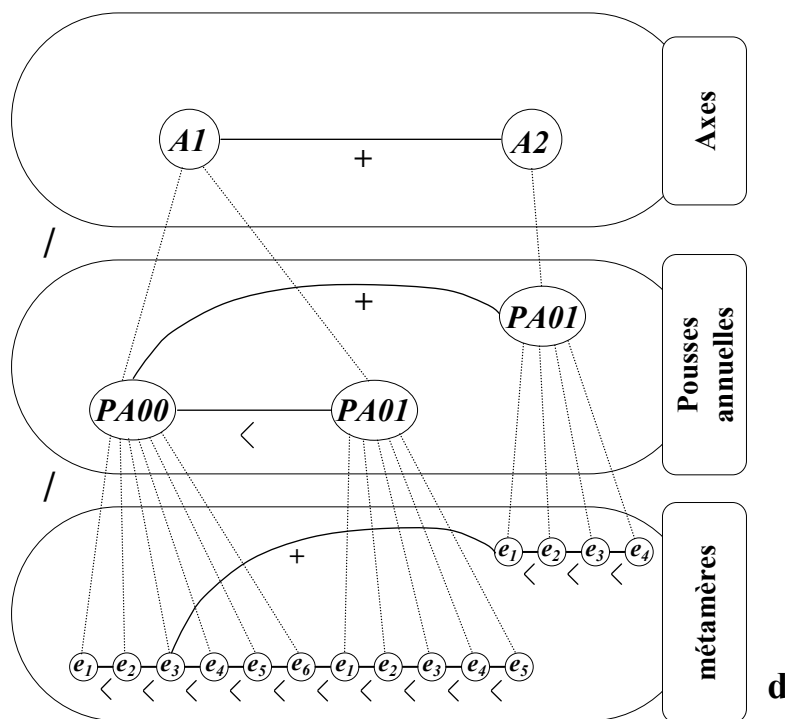 A1 + A2
Axes
/
+
PA01
PA00 < PA01
Pousses
annuelles
/
+
e1 e2 e3 e4
< < <
e1 e2 e3 e4 e5 e6 e1 e2 e3 e4 e5
< < < < < < < < < <
métamères
d